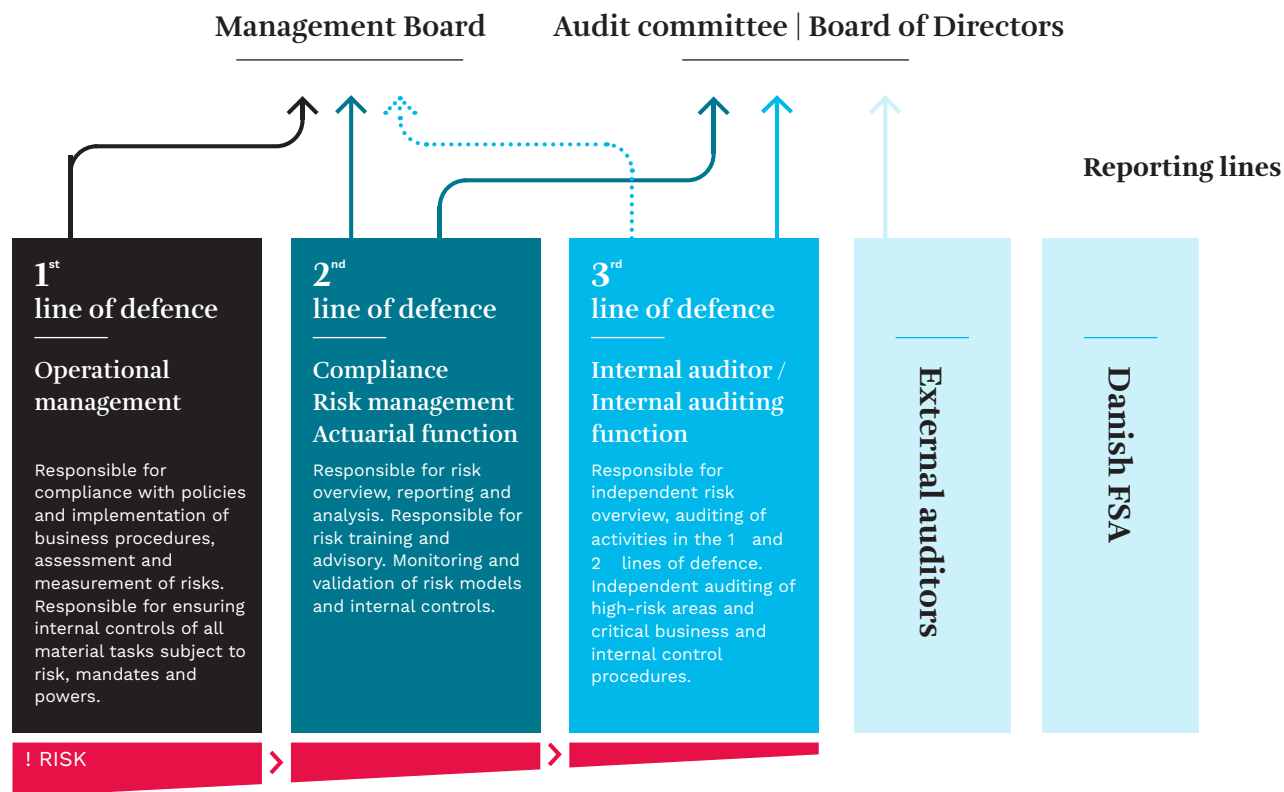 Management Board
Audit committee | Board of Directors
Reporting lines
1st
line of defence
Operational
management
Responsible for
compliance with policies
and implementation of
business procedures,
assessment and
measurement of risks.
Responsible for ensuring
internal controls of all
material tasks subject to
risk, mandates and
powers.
2nd
line of defence
Compliance
Risk management
Actuarial function
Responsible for risk
overview, reporting and
analysis. Responsible for
risk training and
advisory. Monitoring and
validation of risk models
and internal controls.
3rd
line of defence
Internal auditor /
Internal auditing
function
Responsible for
independent risk
overview, auditing of
activities in the 1 and
2 lines of defence.
Independent auditing of
high-risk areas and
critical business and
internal control
procedures.
External auditors
Danish FSA
! RISK